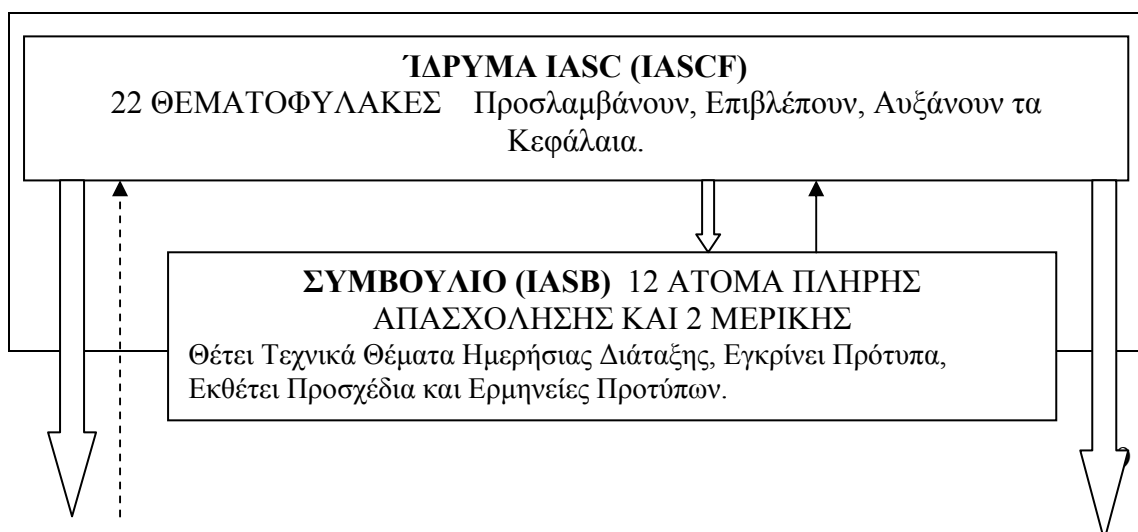 ΊΔΡΥΜΑ IASC (IASCF)
22 ΘΕΜΑΤΟΦΥΛΑΚΕΣ Προσλαμβάνουν, Επιβλέπουν, Αυξάνουν τα
Κεφάλαια.
ΣΥΜΒΟΥΛΙΟ (IASB) 12 ΑΤΟΜΑ ΠΛΗΡΗΣ
ΑΠΑΣΧΟΛΗΣΗΣ ΚΑΙ 2 ΜΕΡΙΚΗΣ
Θέτει Τεχνικά Θέματα Ημερήσιας Διάταξης, Εγκρίνει Πρότυπα,
Εκθέτει Προσχέδια και Ερμηνείες Προτύπων.